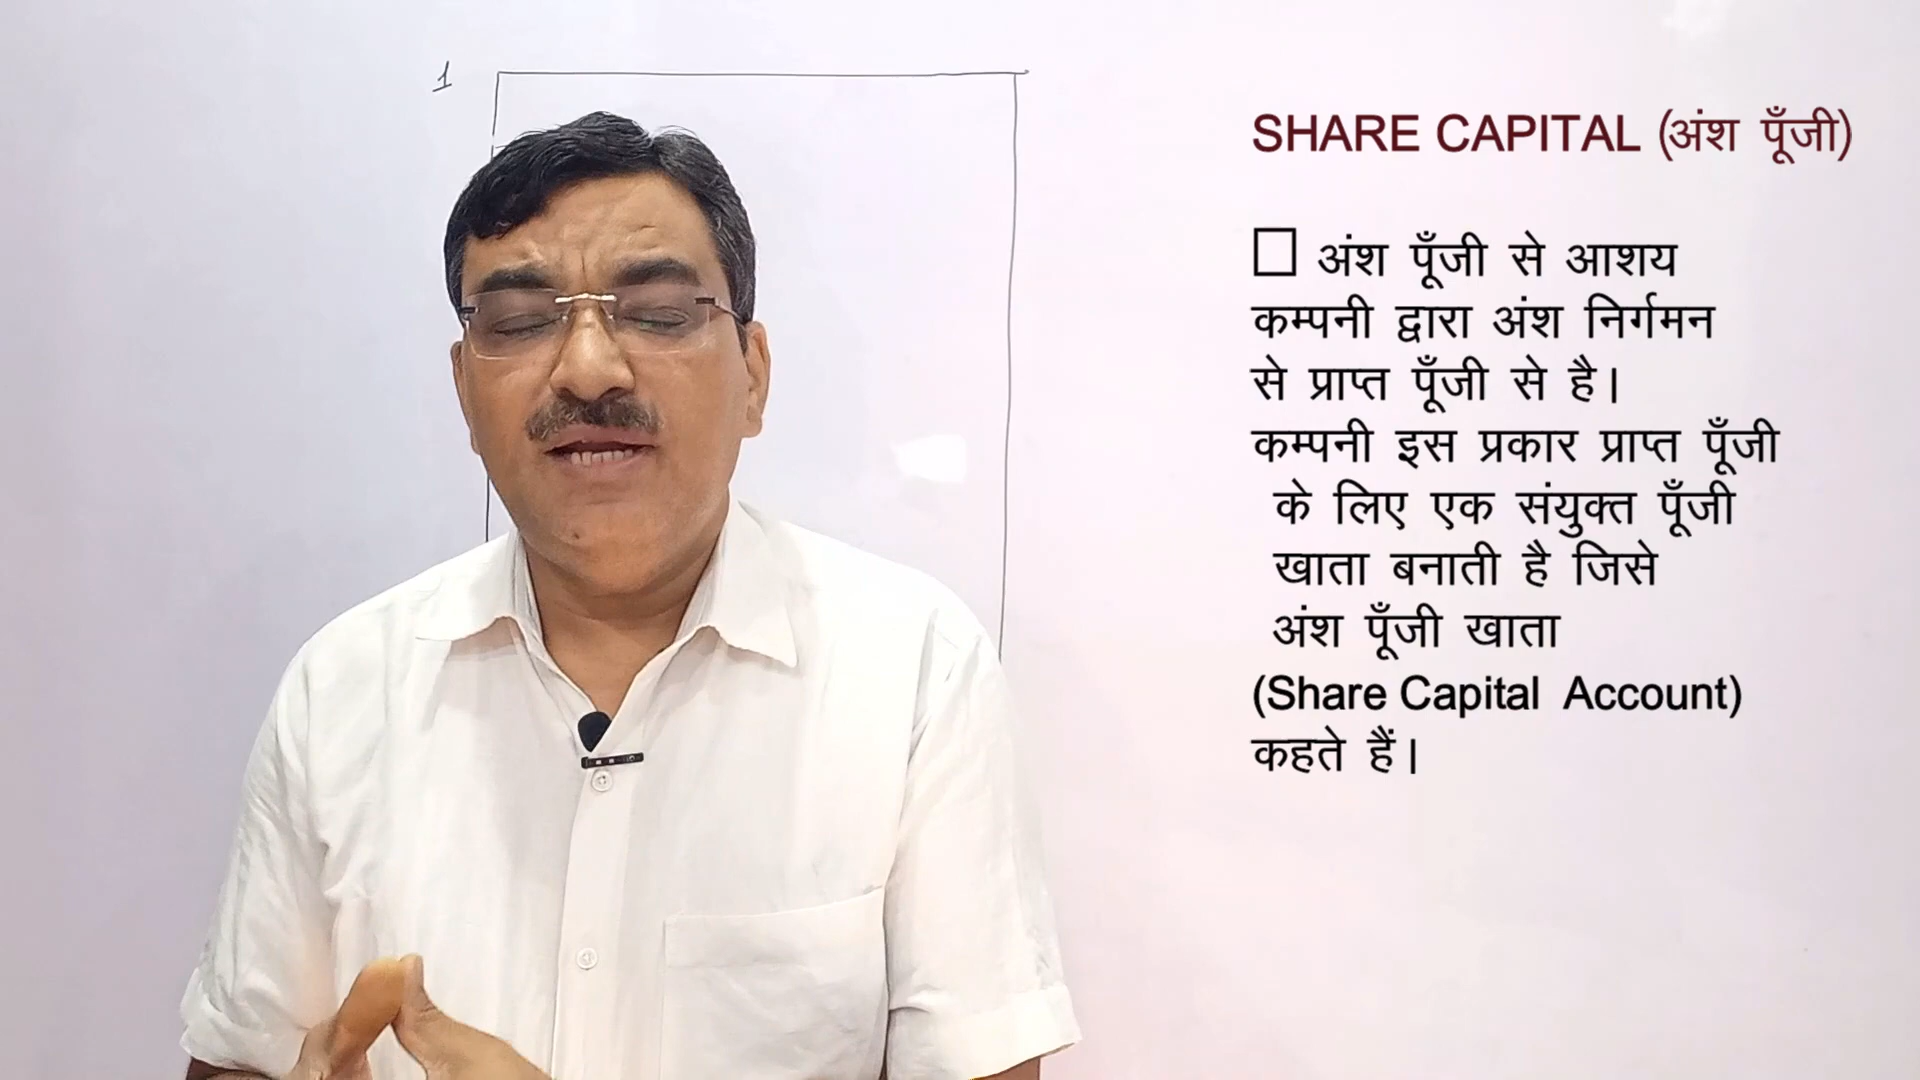 1
SHARE CAPITAL (अंश पूँजी)
□ अंश पूँजी से आशय
कम्पनी द्वारा अंश निर्गमन
से प्राप्त पूँजी से है।
कम्पनी इस प्रकार प्राप्त पूँजी
के लिए एक संयुक्त पूँजी
खाता बनाती है जिसे
अंश पूँजी खाता
(Share Capital Account)
कहते हैं।